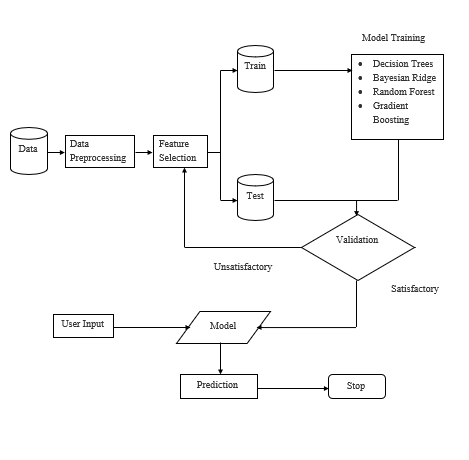 Model Training
Train
Decision Trees
Bayesian Ridge
Random Forest
Gradient
Boosting
Data
Data
Preprocessing
Feature
Selection
Test
Validation
Unsatisfactory
Satisfactory
User Input
Model
Prediction
Stop